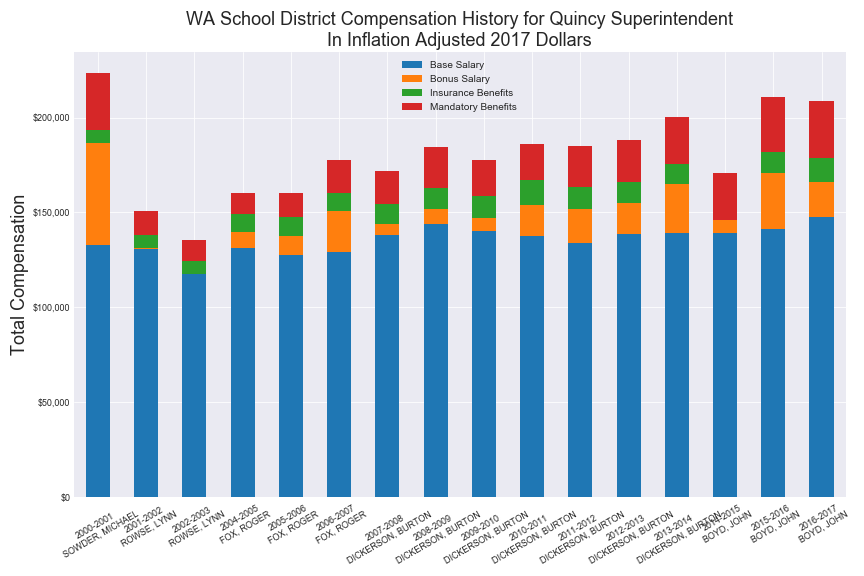 WA School District Compensation History for Quincy Superintendent
In Inflation Adjusted 2017 Dollars
Base Salary
Bonus Salary
Insurance Benefits
Mandatory Benefits
Total Compensation
$200,000
$150,000
$100,000
$50,000
$0
2000-2001
SOWDER, MICHAEL
2001-2002
ROWSE, LYNN
2002-2003
ROWSE, LYNN
2004-2005
FOX, ROGER
2005-2006
FOX, ROGER
2006-2007
FOX, ROGER
2007-2008
DICKERSON, BURTON
2008-2009
DICKERSON, BURTON
2009-2010
DICKERSON, BURTON
2010-2011
DICKERSON, BURTON
2011-2012
DICKERSON, BURTON
2012-2013
DICKERSON, BURTON
2013-2014
DICKERSON, BURTON
2014-2015
BOYD, JOHN
2015-2016
BOYD, JOHN
2016-2017
BOYD, JOHN